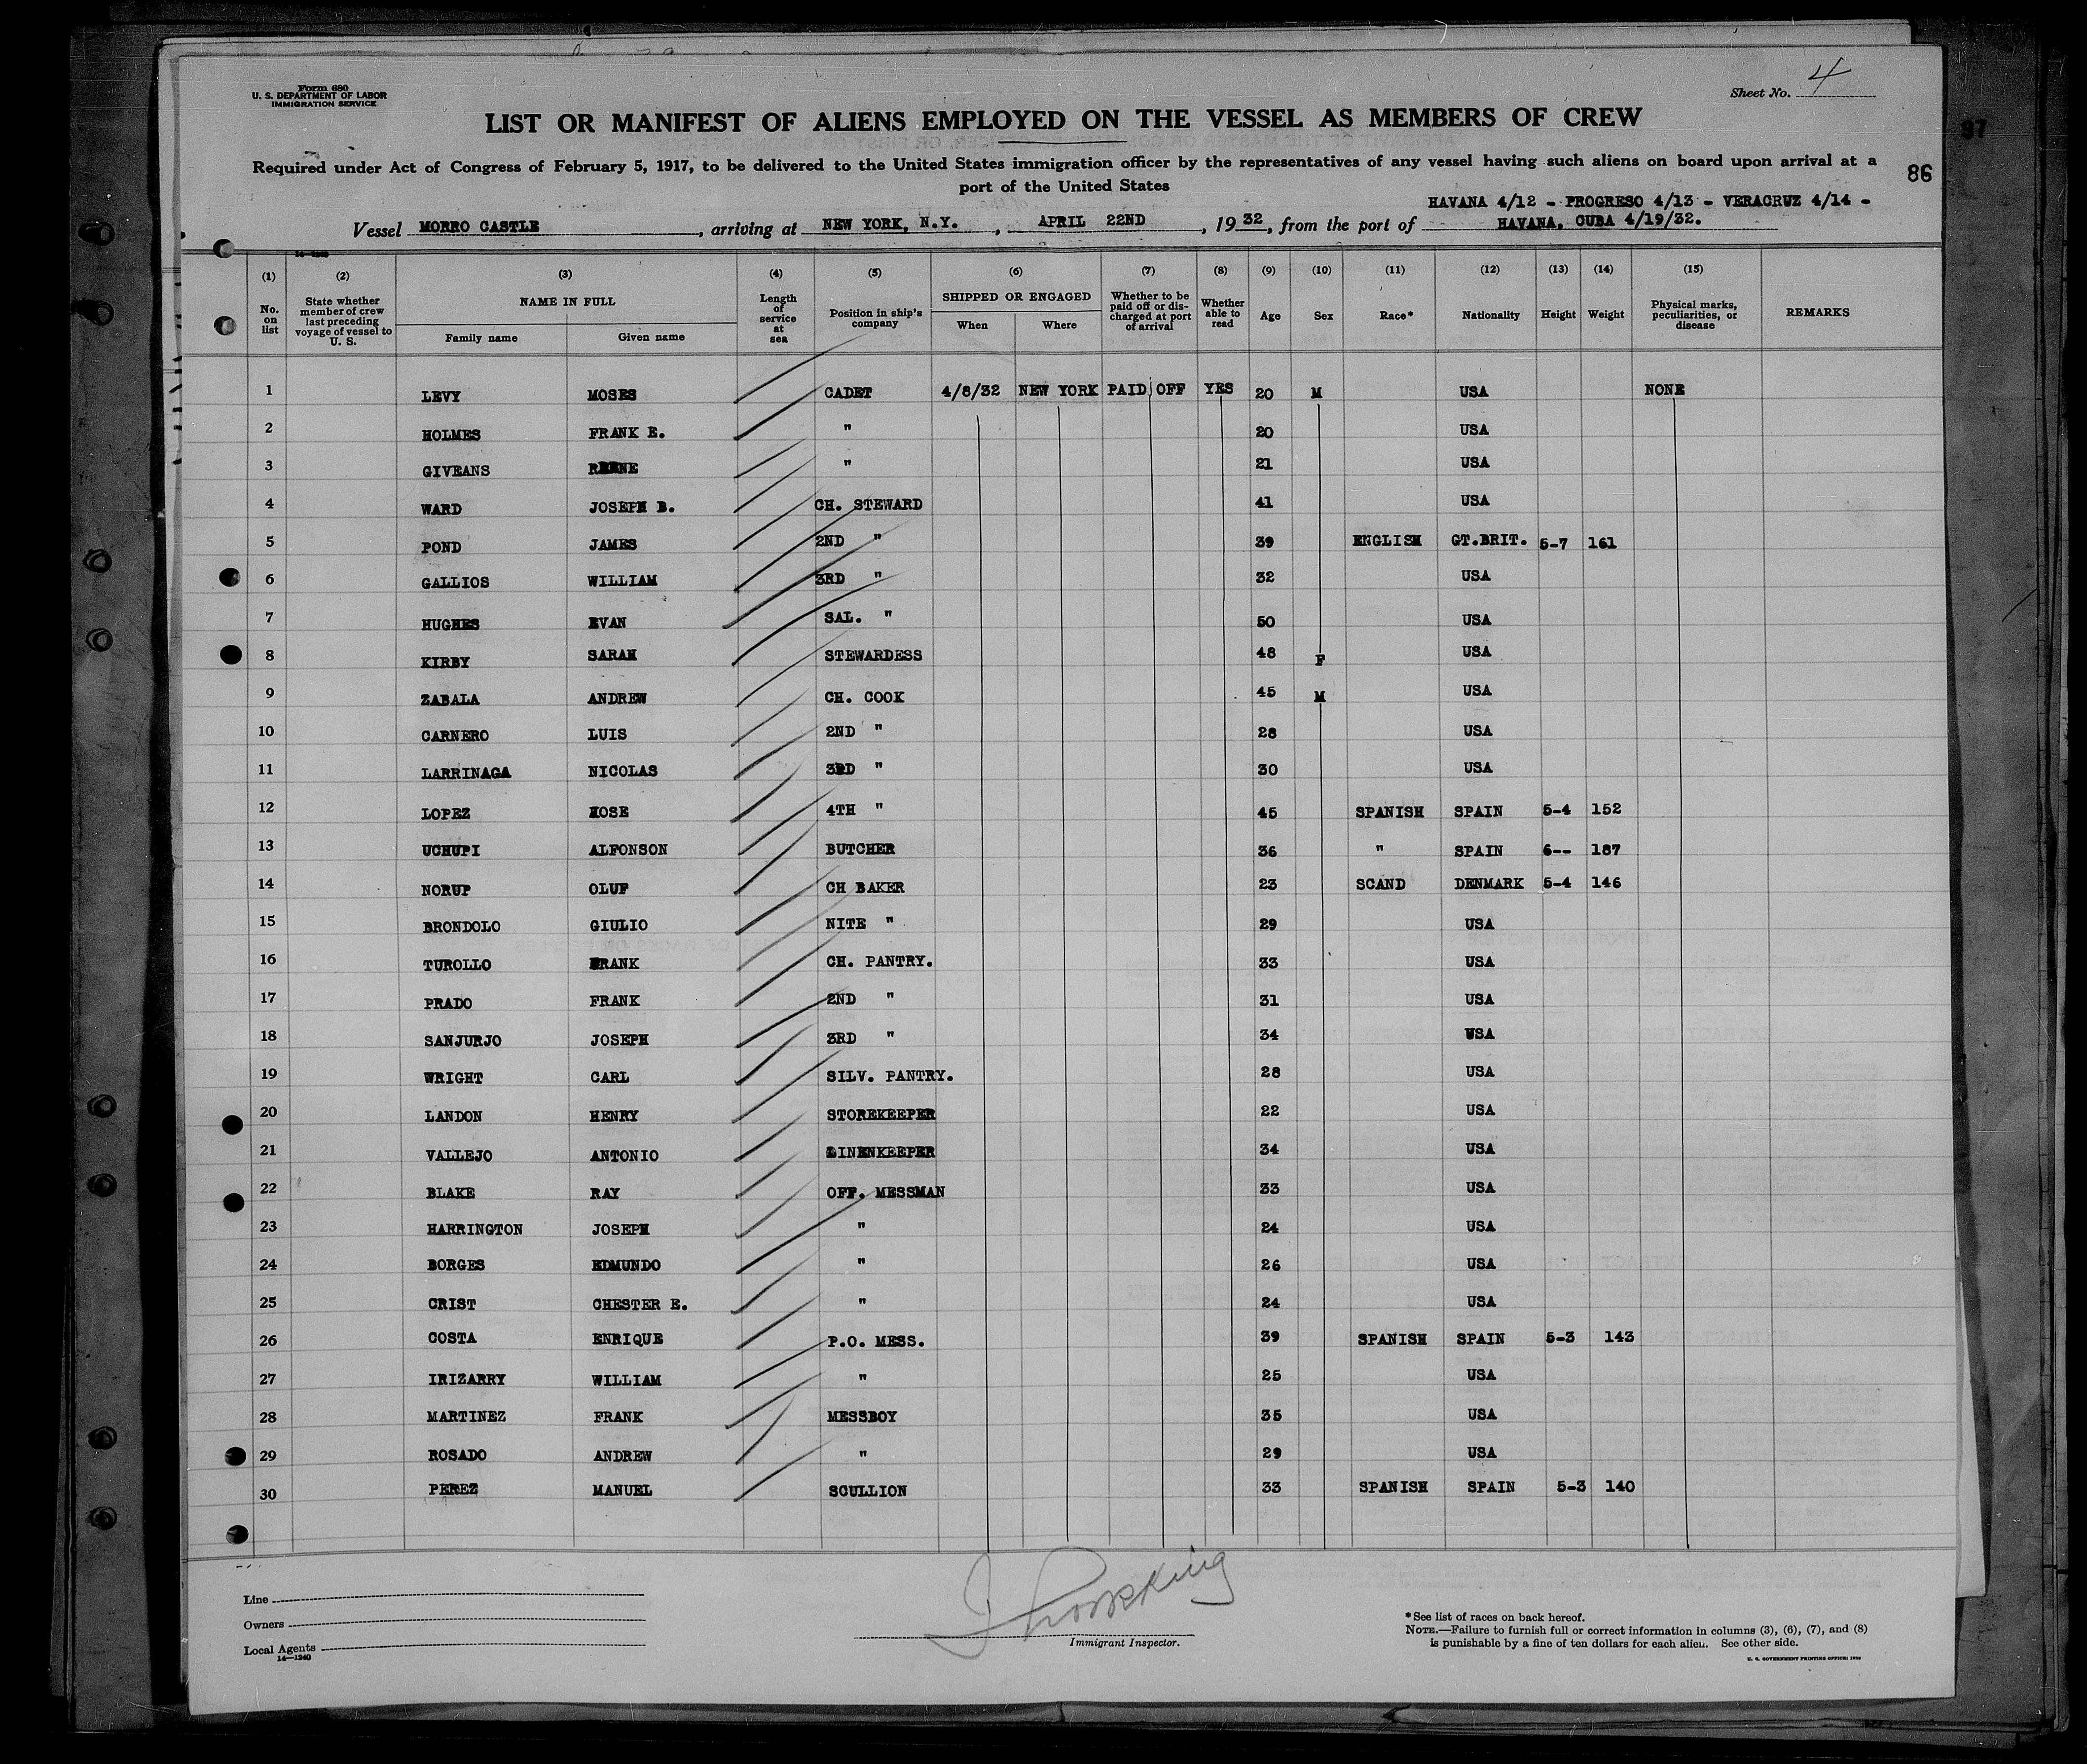 Form 680
U. S. DEPARTMENT OF LABOR
IMMIGRATION SERVICE
Sheet No. 4
LIST OR MANIFEST OF ALIENS EMPLOYED ON THE VESSEL AS MEMBERS OF CREW
97
Required under Act of Congress of February 5, 1917, to be delivered to the United States immigration officer by the representatives of any vessel having such aliens on board upon arrival at a
port of the United States
86
HAVANA 4/12 - PROGRESO 4/13 - VERACRUZ 4/14 -
Vessel MORRO CASTLE, arriving at NEW YORK, N.Y., APRIL 22ND, 1932, from the port of HAVANA, CUBA 4/19/32.
(1) (2) (3) (4) (5) (6) (7) (8) (9) (10) (11) (12) (13) (14) (15)
No. on list State whether member of crew last preceding voyage of vessel to U. S. NAME IN FULL Length of service at sea Position in ship's company SHIPPED OR ENGAGED Whether to be paid off or discharged at port of arrival Whether able to read Age Sex Race* Nationality Height Weight Physical marks, peculiarities, or disease REMARKS
Family name Given name When Where
1 LEVY MOSES CADET 4/8/32 NEW YORK PAID OFF YES 20 M USA NONE
2 HOLMES FRANK E. " 20 USA
3 GIVEANS " 21 USA
4 WARD JOSEPH B. CH. STEWARD 41 USA
5 POND JAMES 2ND " 39 ENGLISH GT.BRIT. 5-7 161
6 GALLIOS WILLIAM 3RD " 32 USA
7 HUGHES EVAN SAL. " 50 USA
8 KIRBY SARAH STEWARDESS 48 F USA
9 ZABALA ANDREW CH. COOK 45 M USA
10 CARNERO LUIS 2ND " 28 USA
11 LARRINAGA NICOLAS 3RD " 30 USA
12 LOPEZ 4TH " 45 SPANISH SPAIN 5-4 152
13 UCHUPI ALFONSON BUTCHER 36 " SPAIN 6-- 187
14 NORUP OLUF CH BAKER 23 SCAND DENMARK 5-4 146
15 BRONDOLO GIULIO NITE " 29 USA
16 TUROLLO FRANK CH. PANTRY. 33 USA
17 PRADO FRANK 2ND " 31 USA
18 SANJURJO JOSEPH 3RD " 34 USA
19 WRIGHT CARL SILV. PANTRY. 28 USA
20 LANDON HENRY STOREKEEPER 22 USA
21 VALLEJO ANTONIO LINENKEEPER 34 USA
22 BLAKE RAY OFF. MESSMAN 33 USA
23 HARRINGTON JOSEPH " 24 USA
24 BORGES EDMUNDO " 26 USA
25 CRIST CHESTER E. " 24 USA
26 COSTA ENRIQUE P.O. MESS. 39 SPANISH SPAIN 5-3 143
27 IRIZARRY WILLIAM " 25 USA
28 MARTINEZ FRANK MESSBOY 35 USA
29 ROSADO ANDREW " 29 USA
30 PEREZ MANUEL SCULLION 33 SPANISH SPAIN 5-3 140
Line
Owners
Local Agents
14—1240
Immigrant Inspector.
*See list of races on back hereof.
NOTE.—Failure to furnish full or correct information in columns (3), (6), (7), and (8)
is punishable by a fine of ten dollars for each alien. See other side.
U. S. GOVERNMENT PRINTING OFFICE: